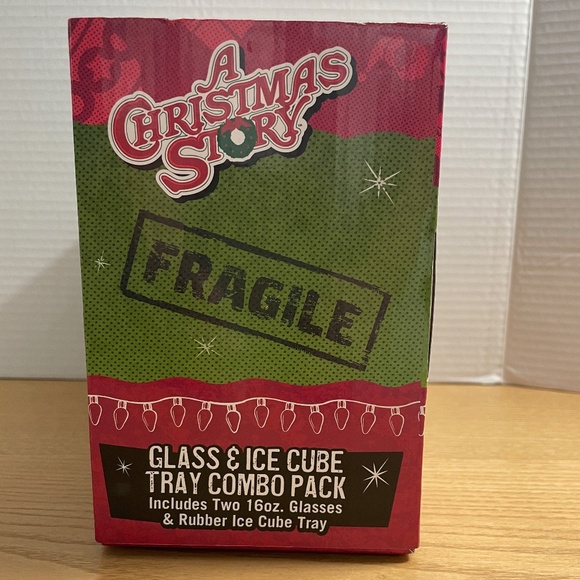 A
CHRISTMAS
STORY
FRAGILE
GLASS & ICE CUBE
TRAY COMBO PACK
Includes Two 16oz. Glasses
& Rubber Ice Cube Tray